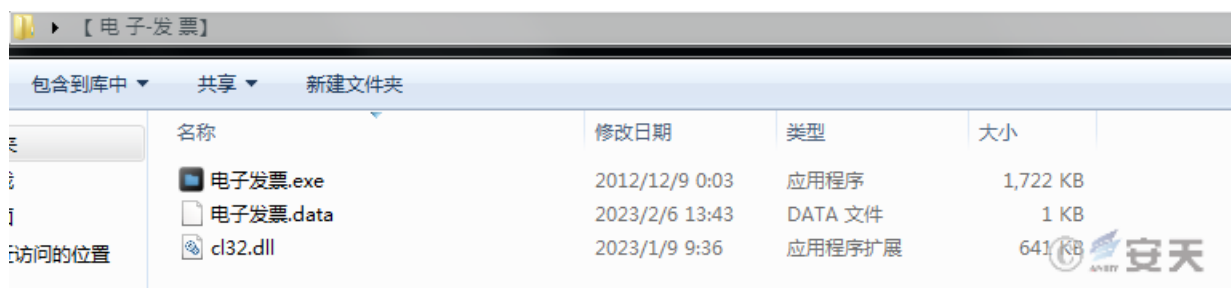 【 电 子-发 票】
包含到库中 共享 新建文件夹
名称 修改日期 类型 大小
电子发票.exe 2012/12/9 0:03 应用程序 1,722 KB
电子发票.data 2023/2/6 13:43 DATA 文件 1 KB
cl32.dll 2023/1/9 9:36 应用程序扩展 641 KB
访问的位置
© 安天
ANTIY